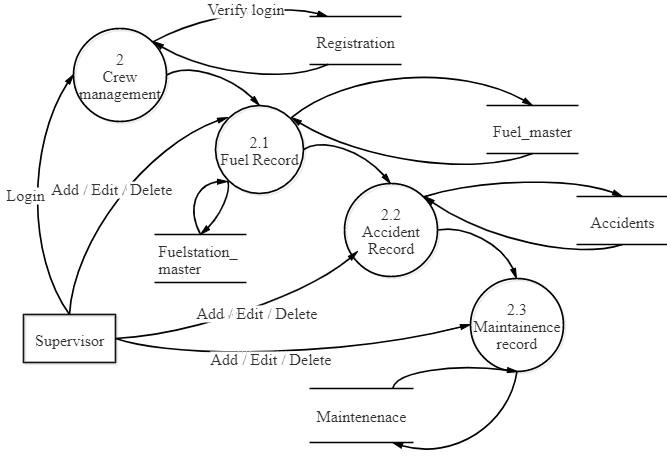 Verify login
Registration
2
Crew
management
2.1
Fuel Record
Fuel_master
Login
Add / Edit / Delete
2.2
Accident
Record
Accidents
Fuelstation_
master
Add / Edit / Delete
2.3
Maintainence
record
Supervisor
Add / Edit / Delete
Maintenenace